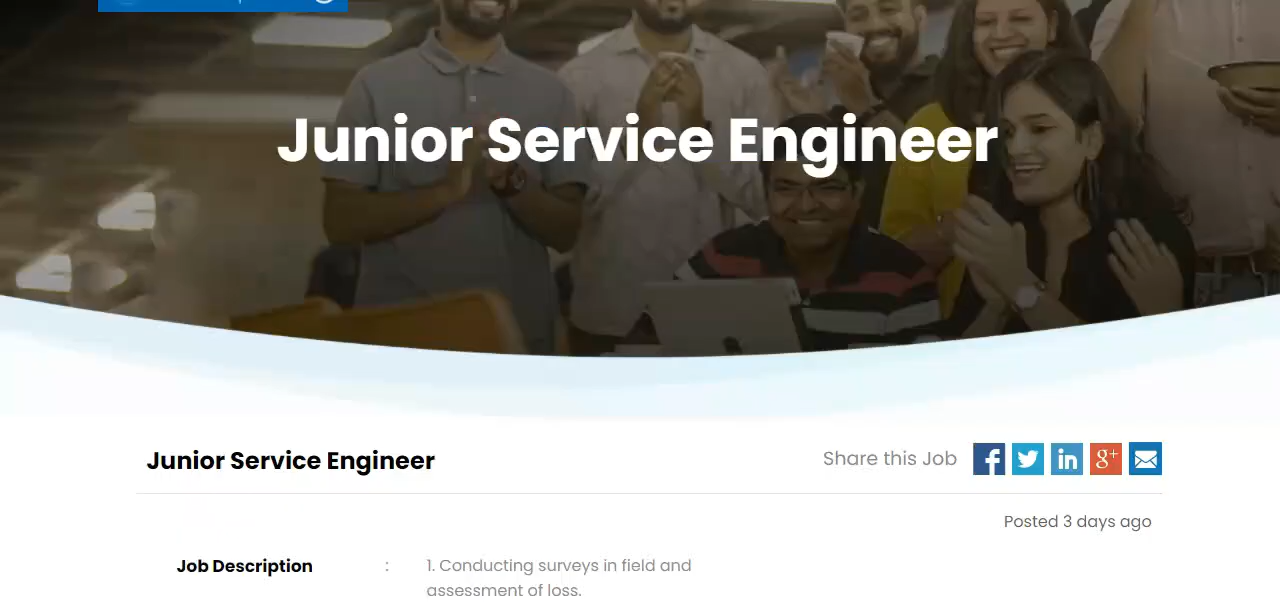 Junior Service Engineer
Junior Service Engineer
Share this Job
Posted 3 days ago
Job Description : 1. Conducting surveys in field and
assessment of loss.